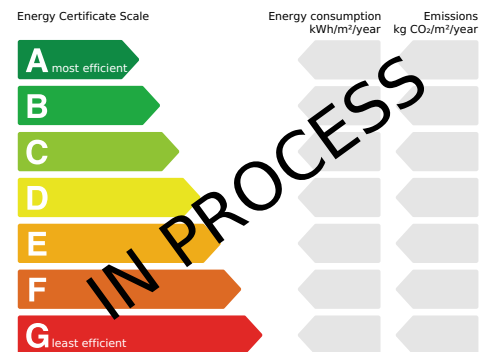 Energy Certificate Scale
Energy consumption
kWh/m²/year
Emissions
kg CO₂/m²/year
A most efficient
B
C
D
E
F
G least efficient
IN PROCESS